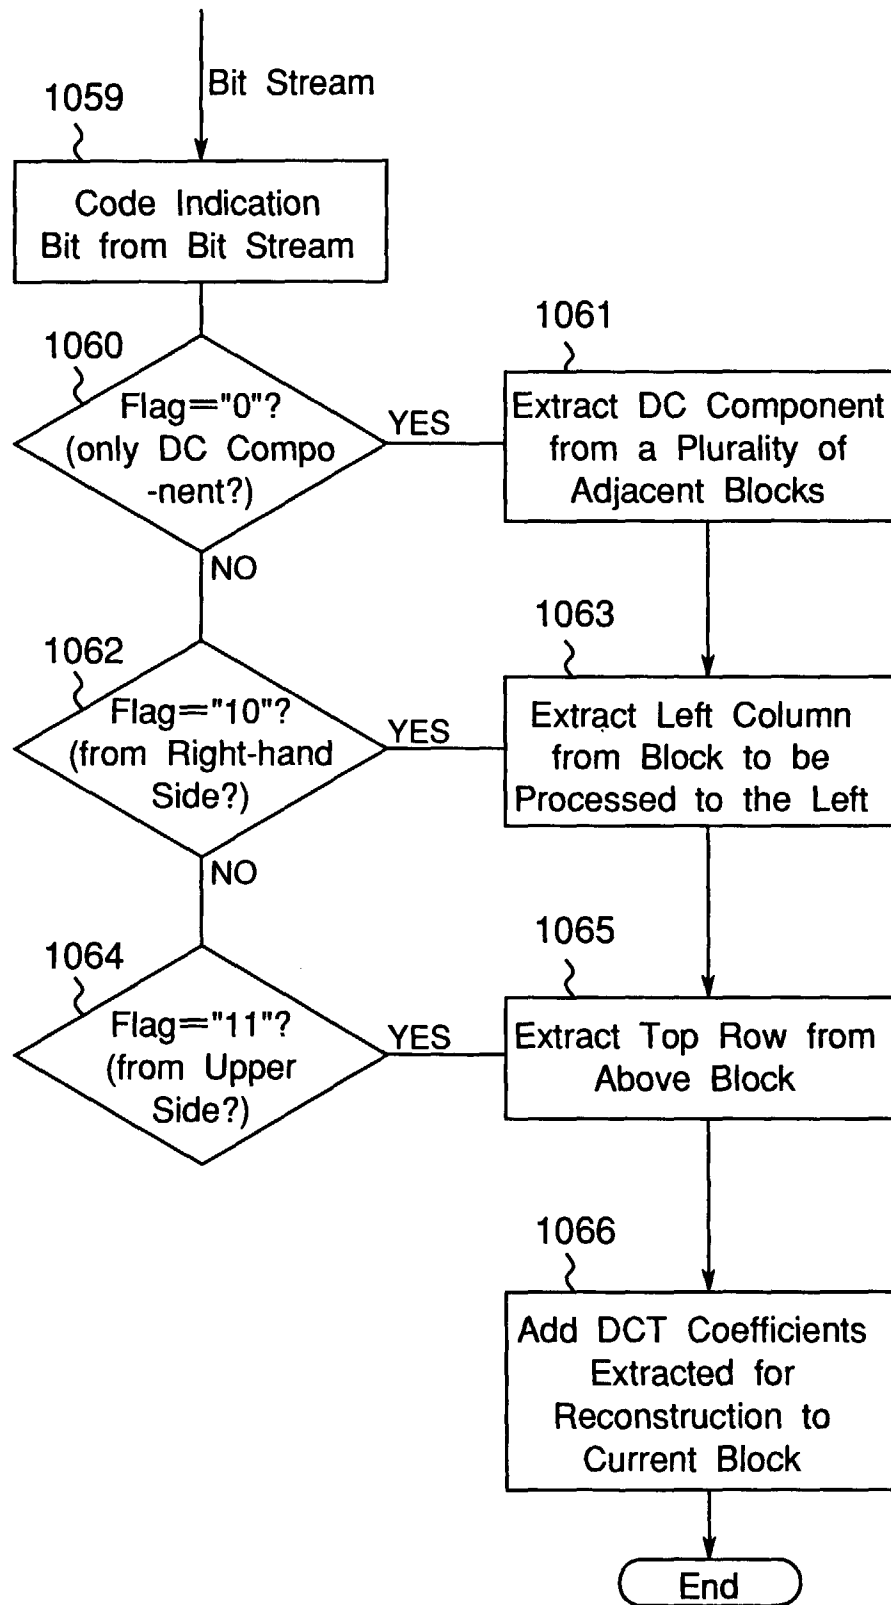 Bit Stream
1059
Code Indication
Bit from Bit Stream
1060
Flag="0"?
(only DC Compo
-nent?)
YES
NO
1061
Extract DC Component
from a Plurality of
Adjacent Blocks
1062
Flag="10"?
(from Right-hand
Side?)
YES
NO
1063
Extract Left Column
from Block to be
Processed to the Left
1064
Flag="11"?
(from Upper
Side?)
YES
1065
Extract Top Row from
Above Block
1066
Add DCT Coefficients
Extracted for
Reconstruction to
Current Block
End